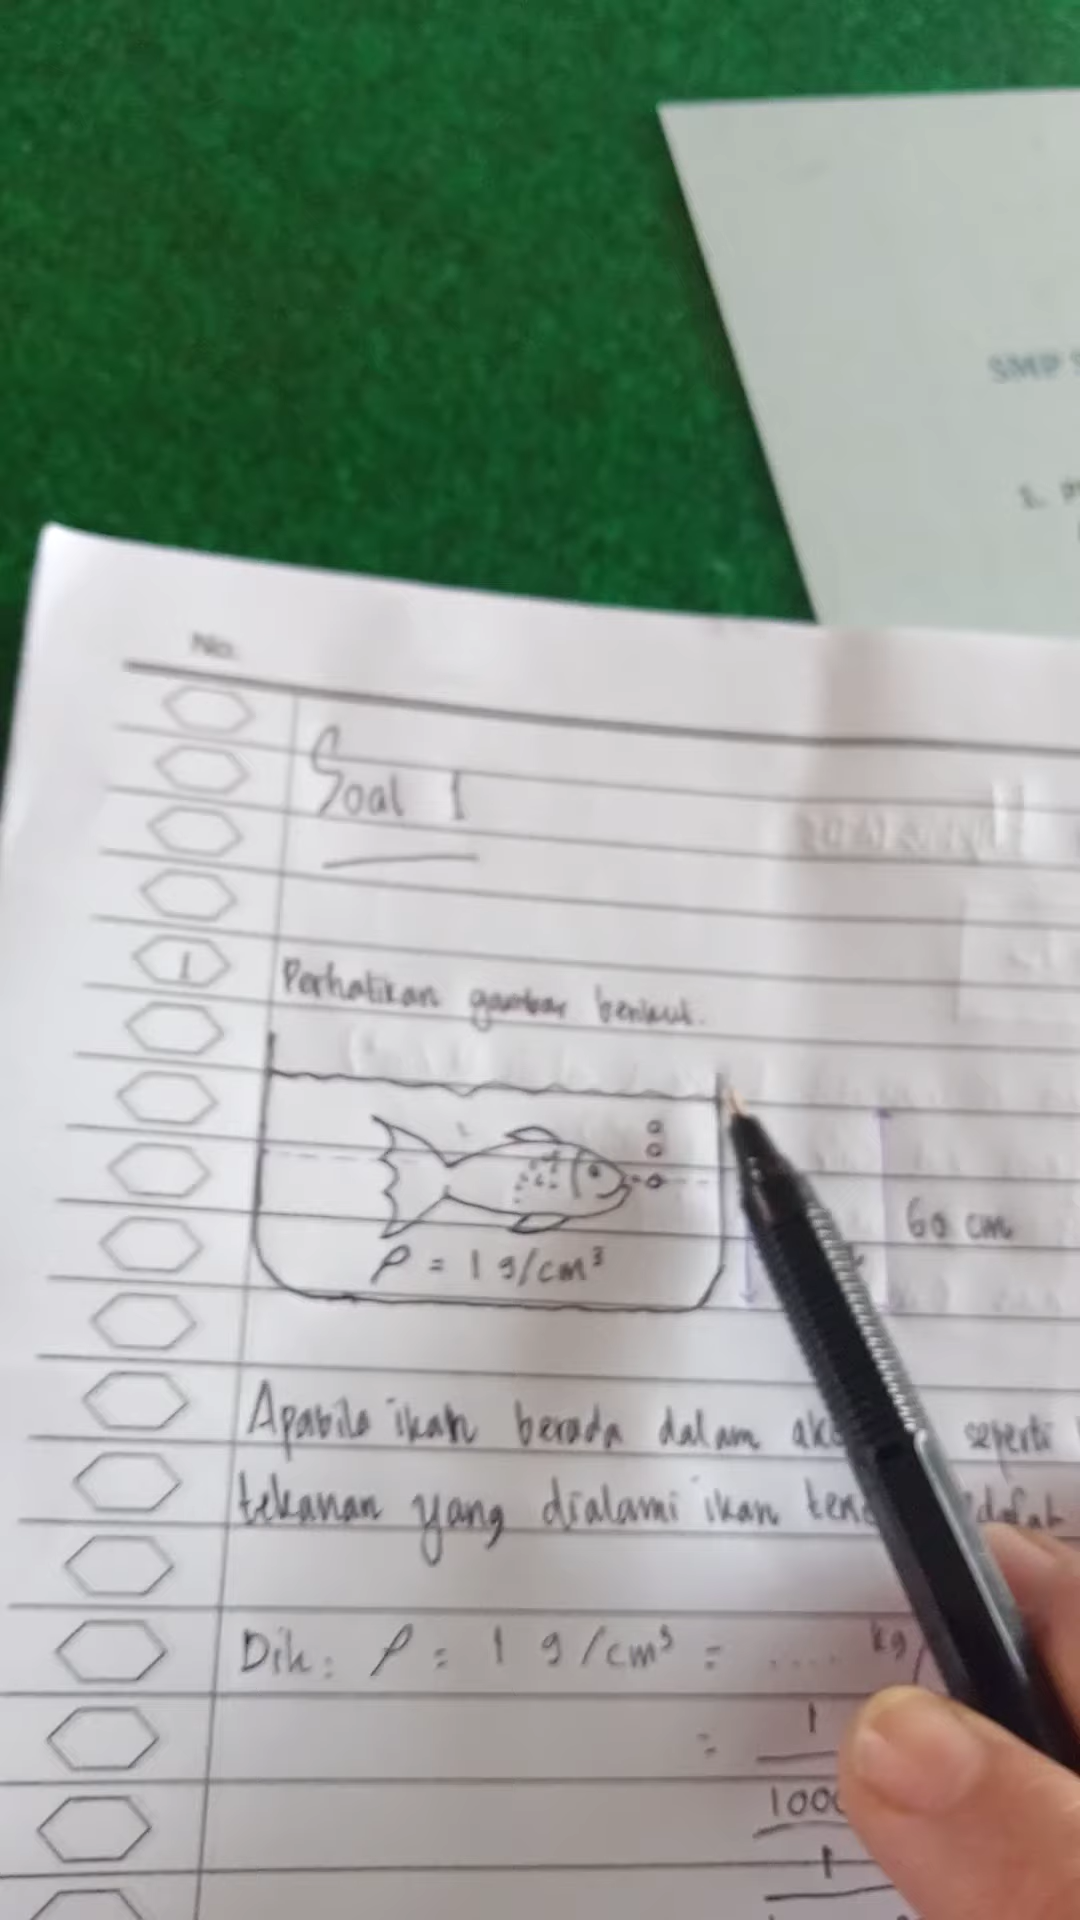 SMP S
1. P
No.
Soal 1
1
Perhatikan gambar berikut.
60 cm
ρ = 1 g/cm³
Apabila ikan berada dalam seperti
tekanan yang dialami ikan
Dik: ρ = 1 g/cm³ = .... kg/
= 1
1000
1